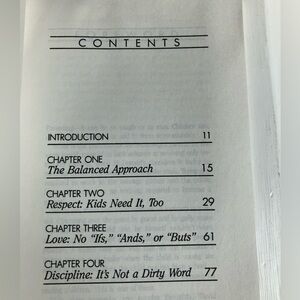 CONTENTS
INTRODUCTION 11
CHAPTER ONE
The Balanced Approach 15
CHAPTER TWO
Respect: Kids Need It, Too 29
CHAPTER THREE
Love: No "Ifs," "Ands," or "Buts" 61
CHAPTER FOUR
Discipline: It's Not a Dirty Word 77